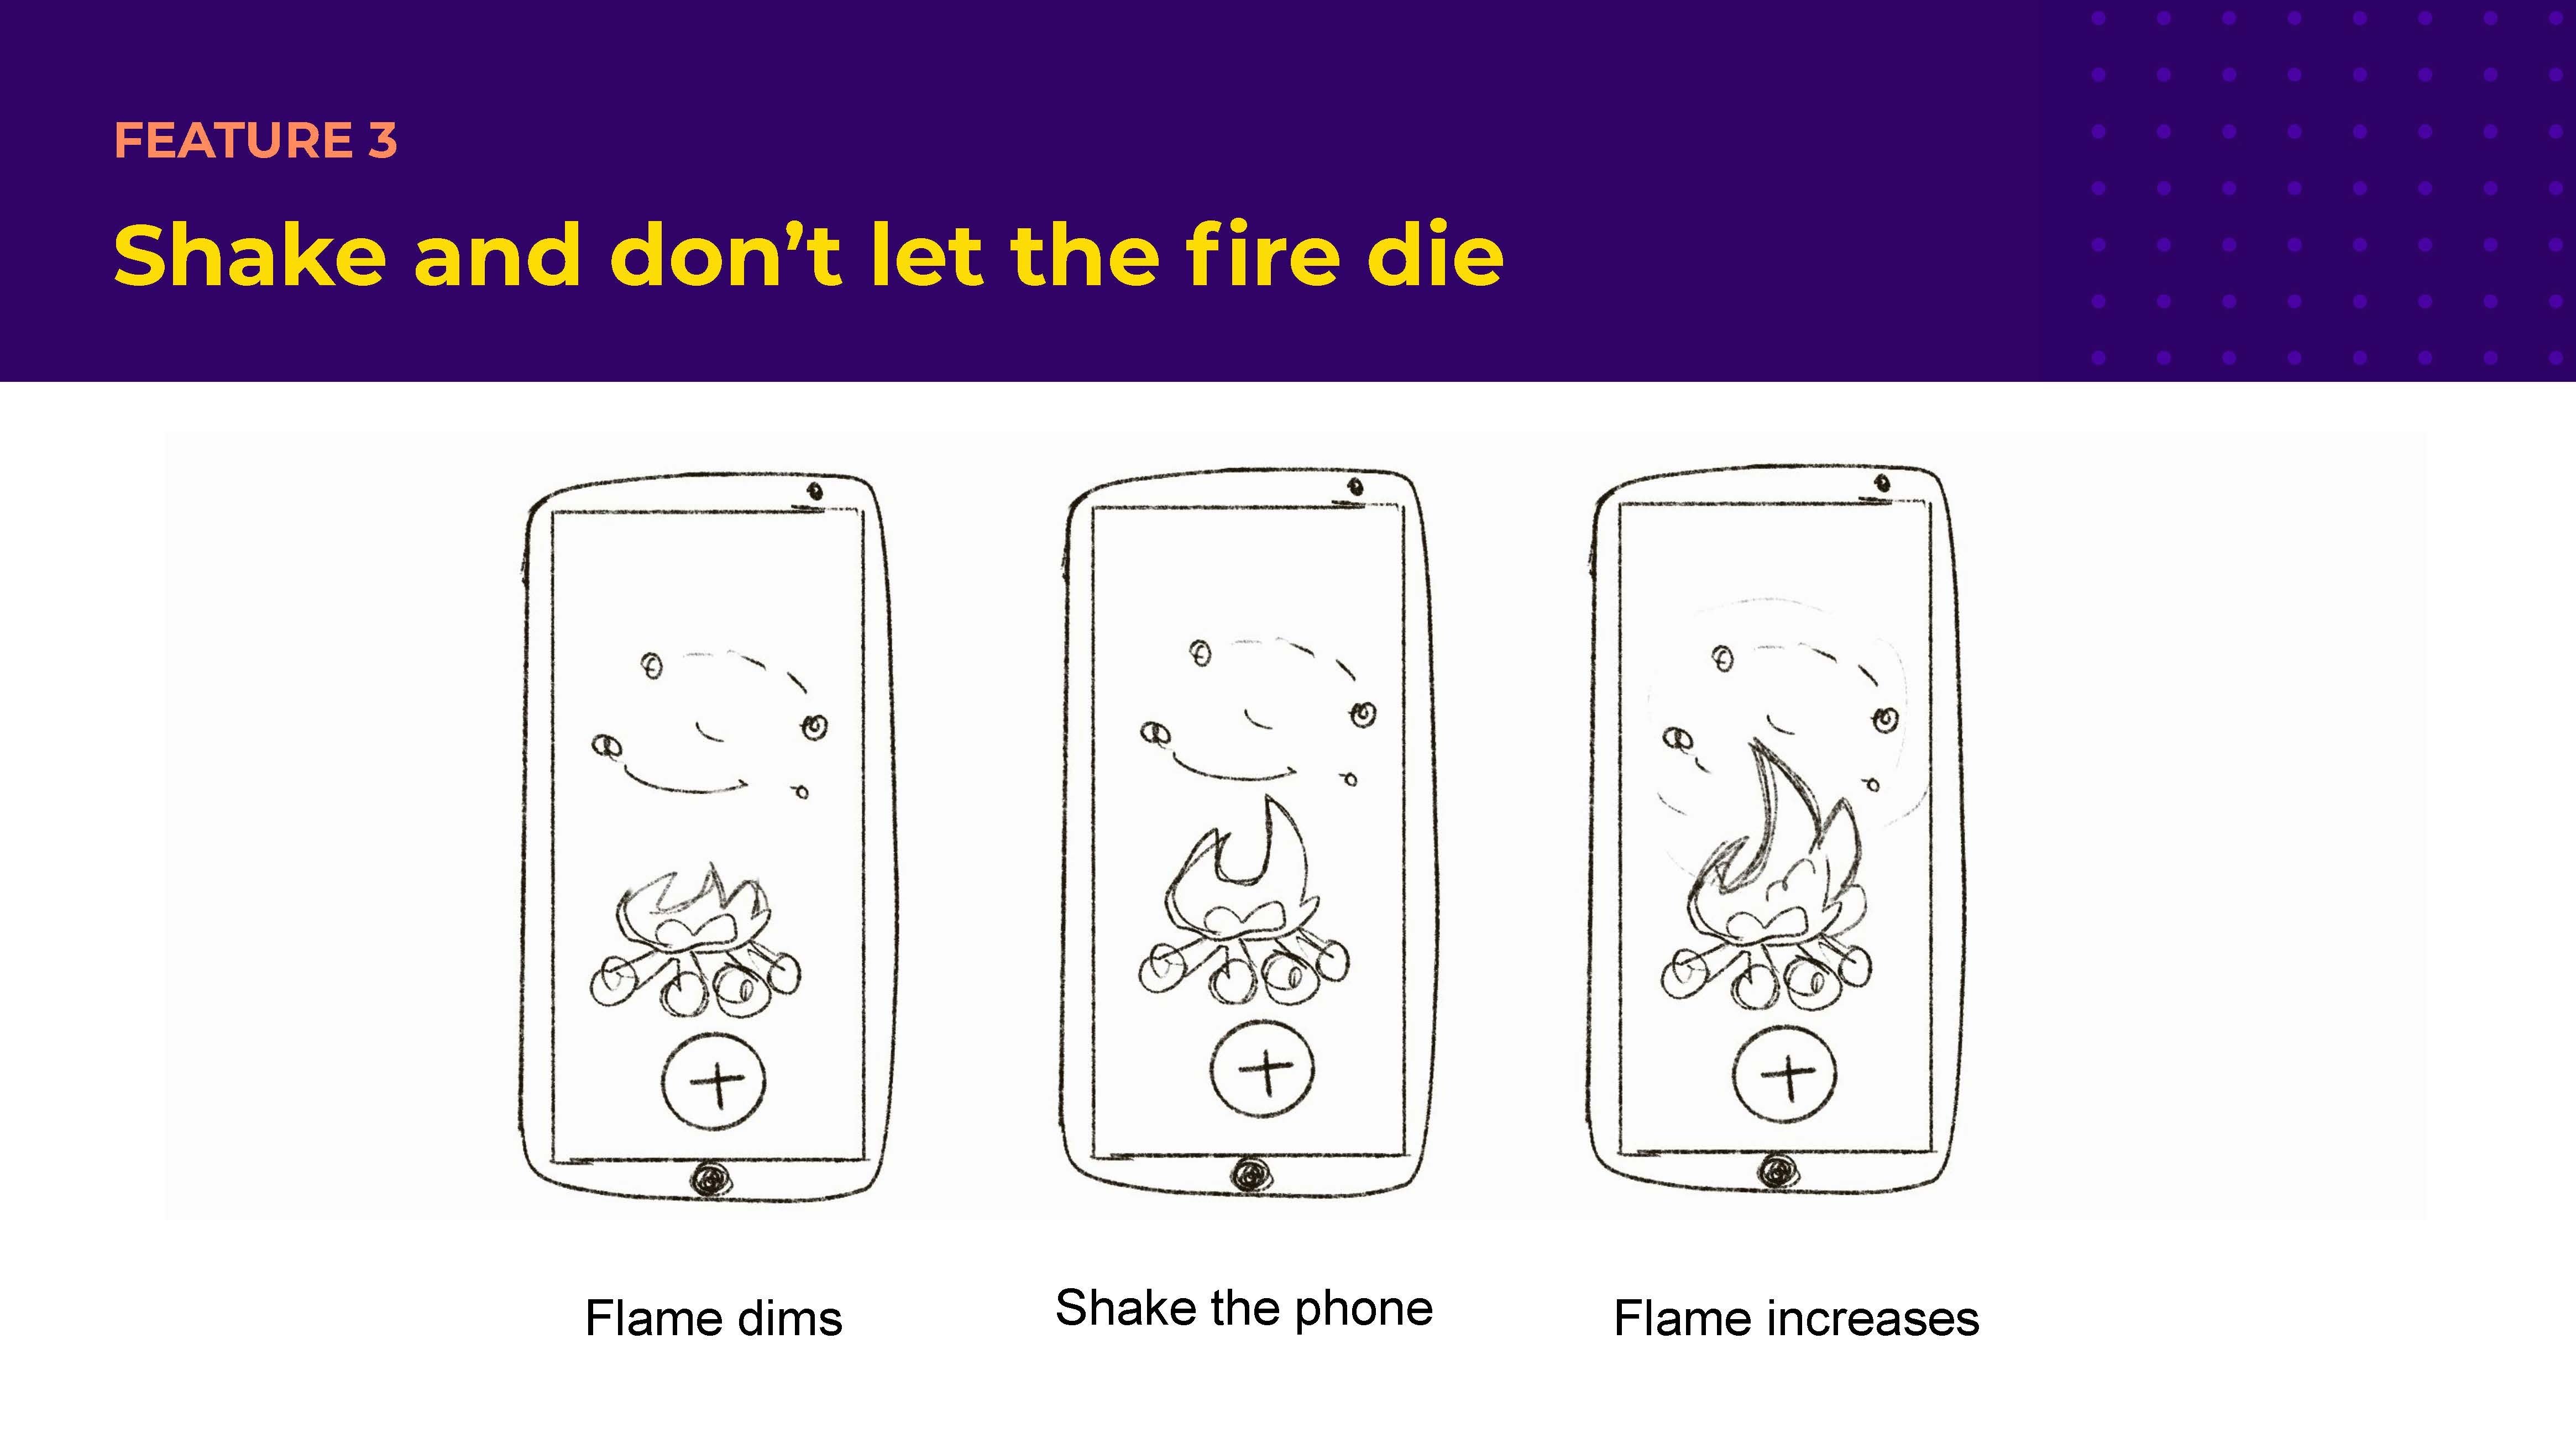 FEATURE 3
Shake and don’t let the fire die
Flame dims
Shake the phone
Flame increases